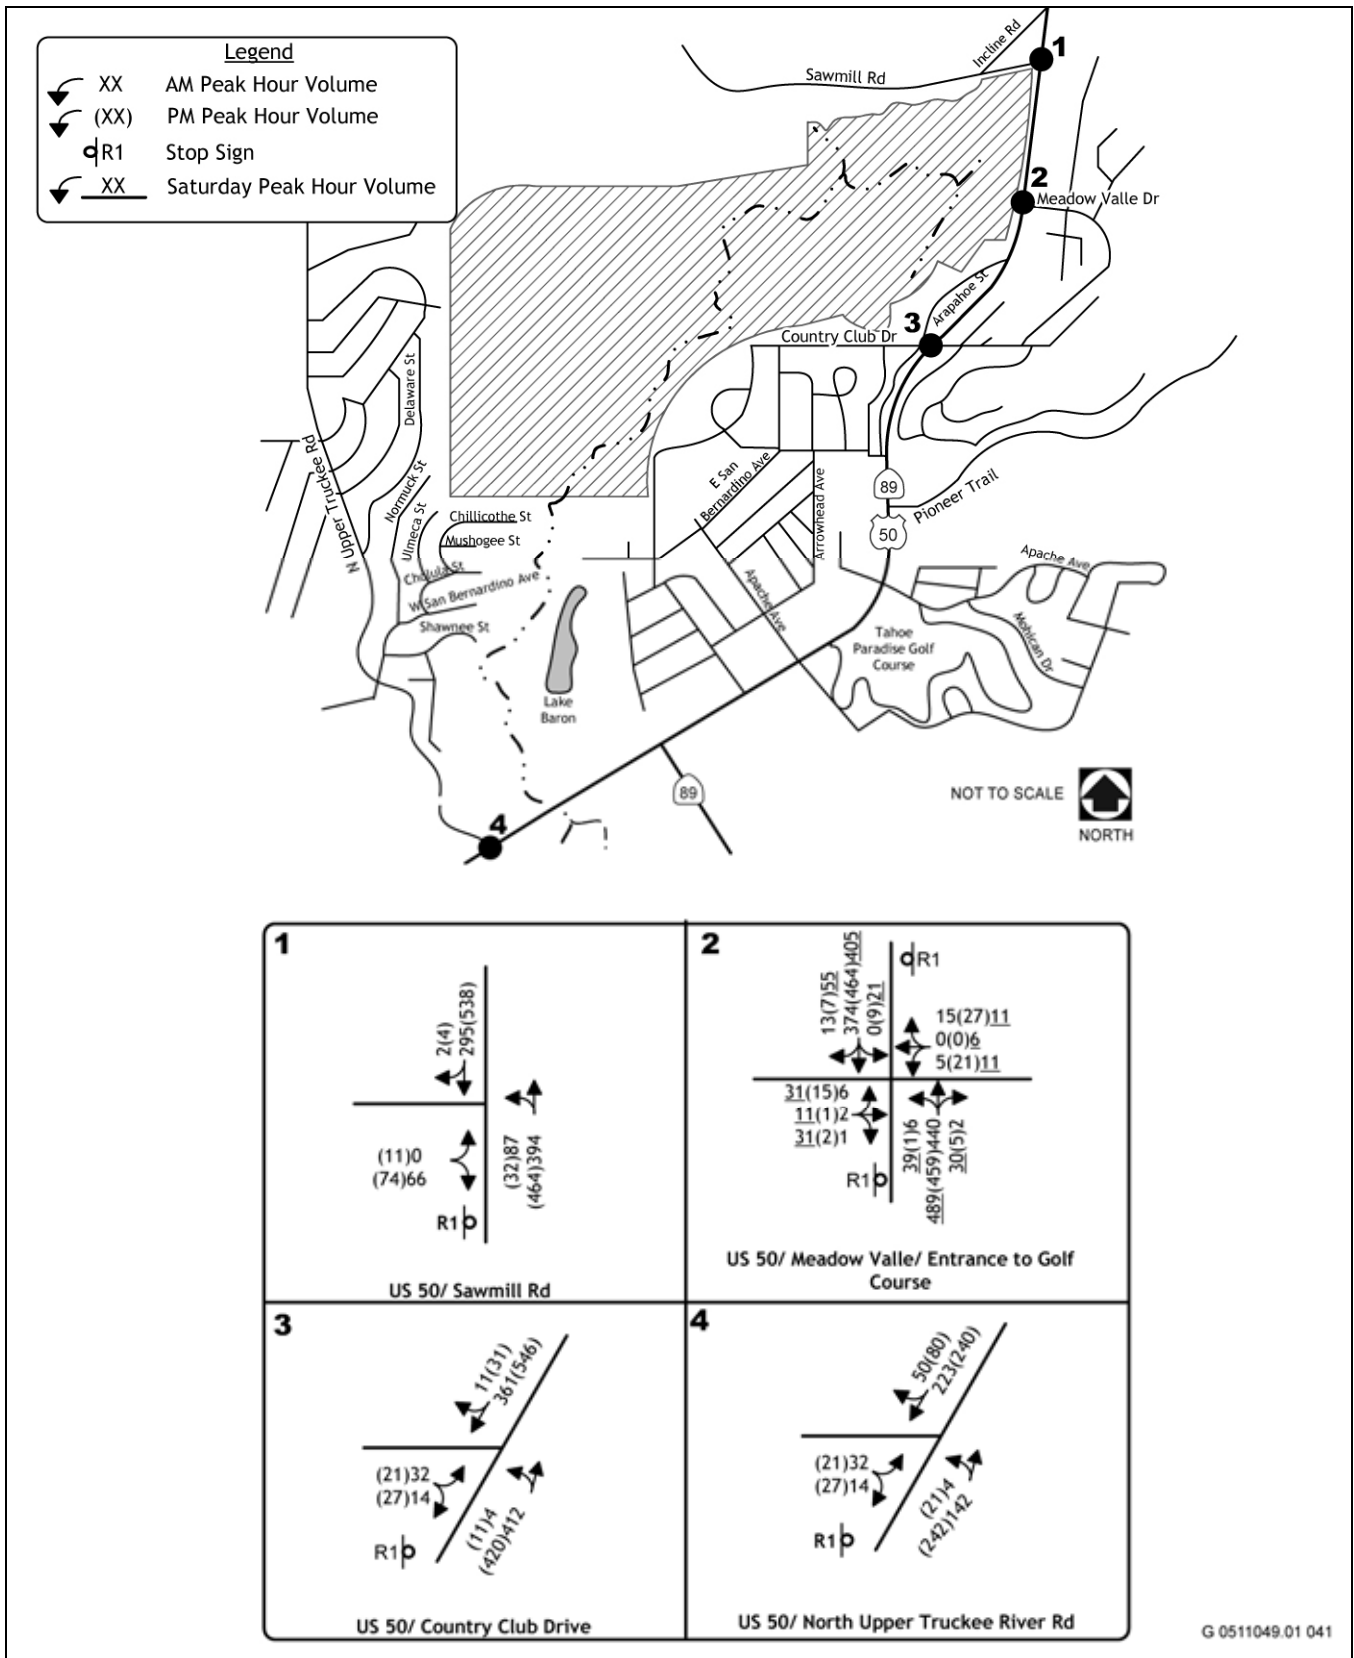 Legend
XX AM Peak Hour Volume
(XX) PM Peak Hour Volume
R1 Stop Sign
XX Saturday Peak Hour Volume
Incline Rd
1
Sawmill Rd
2
Meadow Valle Dr
Arapahoe St
3
Country Club Dr
Delaware St
N Upper Truckee Rd
Normuck St
E San
Bernardino Ave
Arrowhead Ave
89
Pioneer Trail
50
Ulmeca St
Chillicothe St
Mushogee St
Cholula St
W San Bernardino Ave
Shawnee St
Apache Ave
Apache Ave
Mohican Dr
Tahoe
Paradise Golf
Course
Lake
Baron
89
NOT TO SCALE
NORTH
4
1
2(4)
295(538)
(11)0
(74)66
(32)87
(464)394
R1
US 50/ Sawmill Rd
2
13(7)55
374(464)405
0(9)21
R1
15(27)11
0(0)6
5(21)11
31(15)6
11(1)2
31(2)1
39(1)6
489(459)440
30(5)2
R1
US 50/ Meadow Valle/ Entrance to Golf
Course
3
11(31)
361(546)
(21)32
(27)14
(11)4
(420)412
R1
US 50/ Country Club Drive
4
50(80)
223(240)
(21)32
(27)14
(21)4
(242)142
R1
US 50/ North Upper Truckee River Rd
G 0511049.01 041